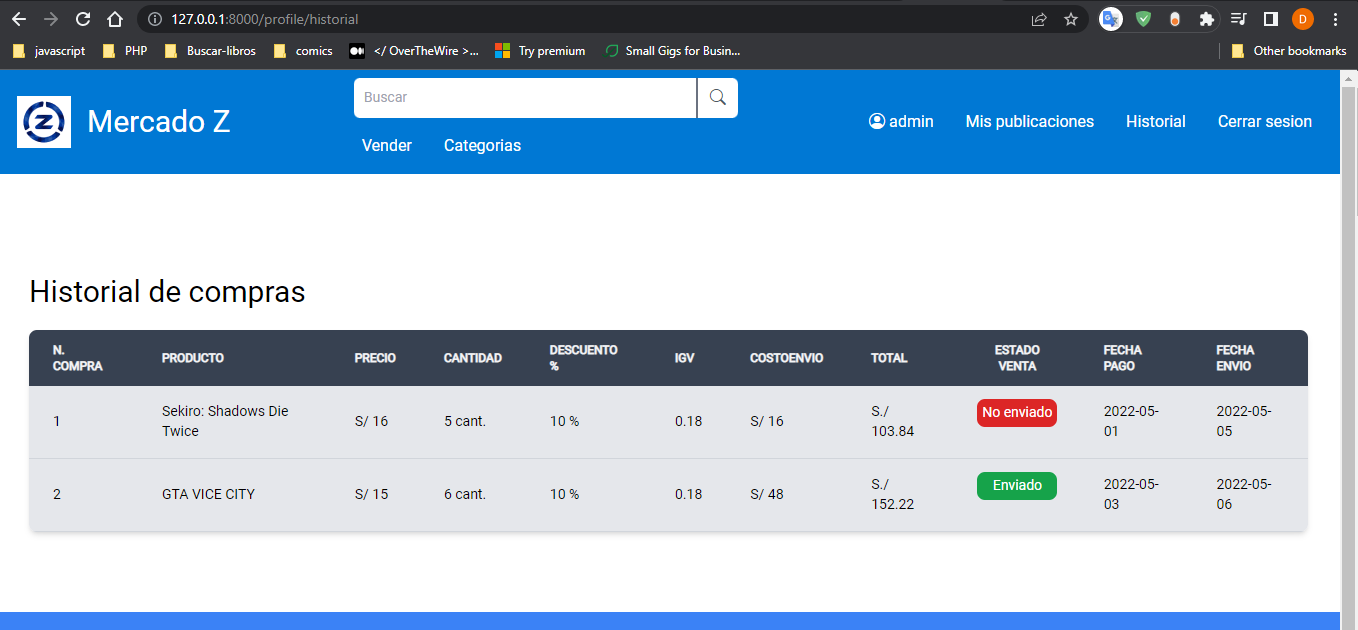 127.0.0.1:8000/profile/historial
D
javascript PHP Buscar-libros comics </ OverTheWire >... Try premium Small Gigs for Busin... Other bookmarks
Z Mercado Z
Buscar
Vender Categorias
admin Mis publicaciones Historial Cerrar sesion
Historial de compras
N. COMPRA PRODUCTO PRECIO CANTIDAD DESCUENTO % IGV COSTOENVIO TOTAL ESTADO VENTA FECHA PAGO FECHA ENVIO
1 Sekiro: Shadows Die Twice S/ 16 5 cant. 10 % 0.18 S/ 16 S./ 103.84 No enviado 2022-05-01 2022-05-05
2 GTA VICE CITY S/ 15 6 cant. 10 % 0.18 S/ 48 S./ 152.22 Enviado 2022-05-03 2022-05-06